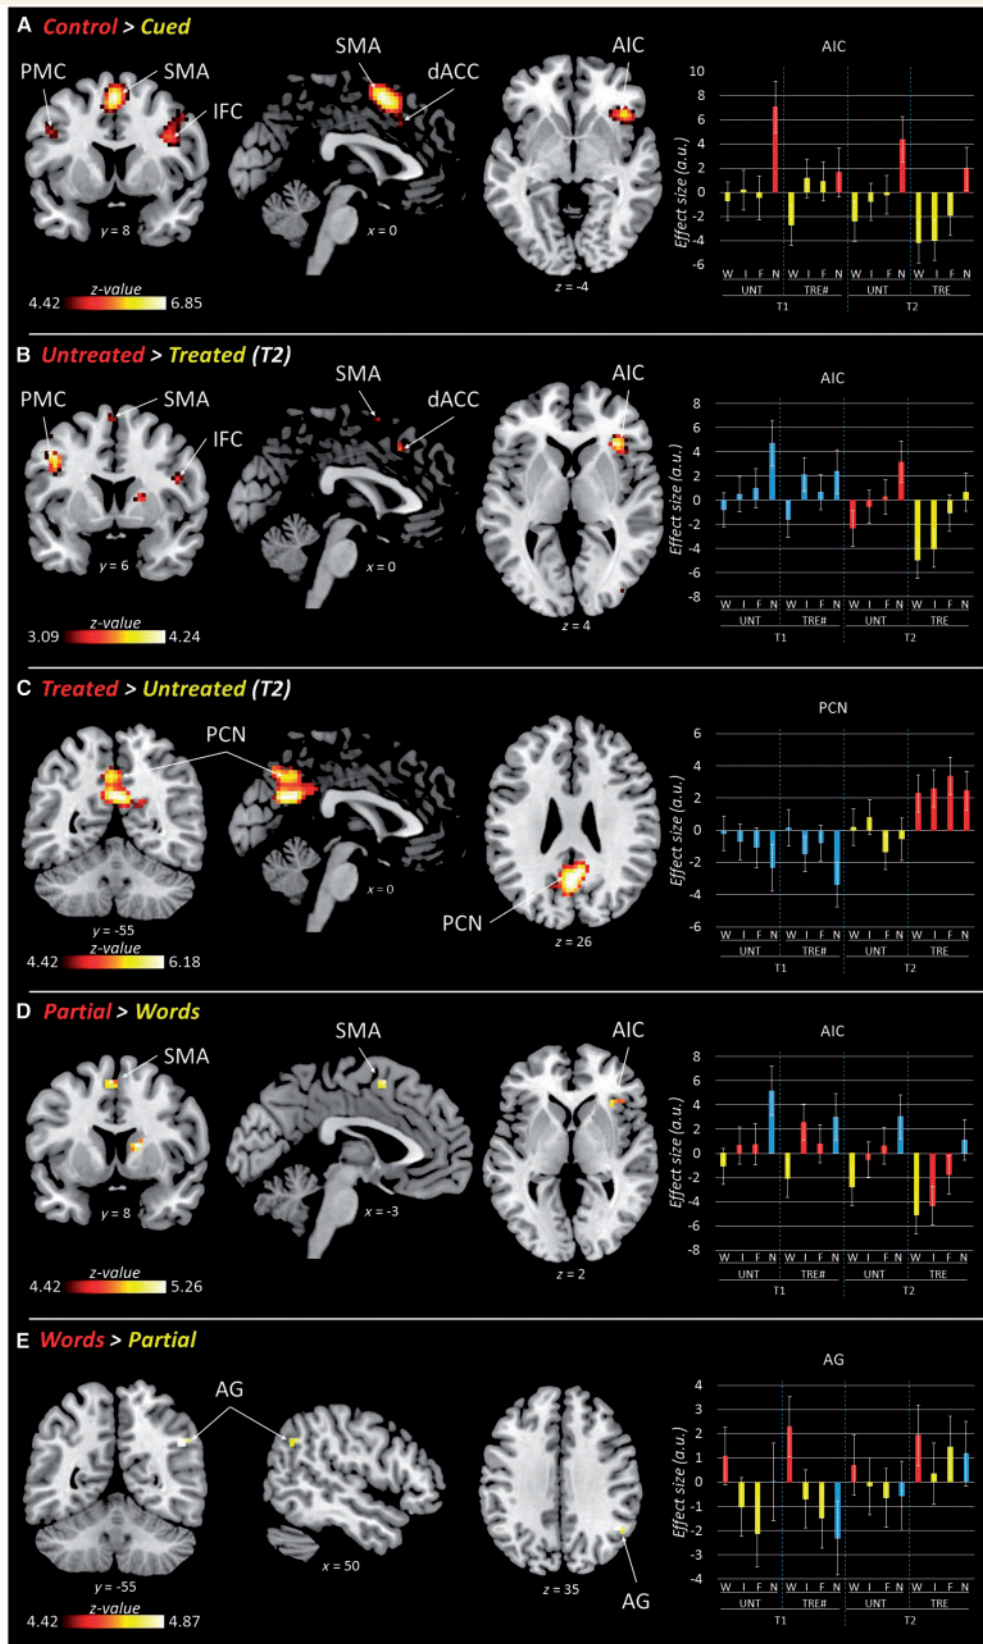 A Control > Cued
PMC SMA IFC SMA dACC AIC
y = 8 x = 0 z = -4
z-value
4.42 6.85
AIC
Effect size (a.u.)
10
8
6
4
2
0
-2
-4
-6
W I F N W I F N W I F N W I F N
UNT TRE# UNT TRE
T1 T2
B Untreated > Treated (T2)
PMC SMA IFC SMA dACC AIC
y = 6 x = 0 z = 4
z-value
3.09 4.24
AIC
Effect size (a.u.)
8
6
4
2
0
-2
-4
-6
-8
W I F N W I F N W I F N W I F N
UNT TRE# UNT TRE
T1 T2
C Treated > Untreated (T2)
PCN PCN
y = -55 x = 0 z = 26
z-value
4.42 6.18
PCN
Effect size (a.u.)
6
4
2
0
-2
-4
-6
W I F N W I F N W I F N W I F N
UNT TRE# UNT TRE
T1 T2
D Partial > Words
SMA SMA AIC
y = 8 x = -3 z = 2
z-value
4.42 5.26
AIC
Effect size (a.u.)
8
6
4
2
0
-2
-4
-6
-8
W I F N W I F N W I F N W I F N
UNT TRE# UNT TRE
T1 T2
E Words > Partial
AG AG
y = -55 x = 50 z = 35
z-value
4.42 4.87
AG
Effect size (a.u.)
4
3
2
1
0
-1
-2
-3
-4
W I F N W I F N W I F N W I F N
UNT TRE# UNT TRE
T1 T2